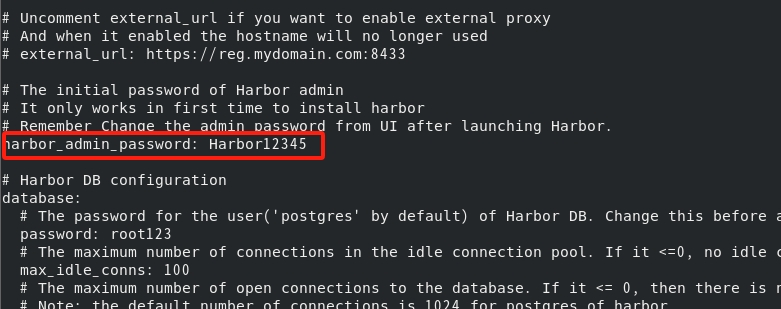 # Uncomment external_url if you want to enable external proxy
# And when it enabled the hostname will no longer used
# external_url: https://reg.mydomain.com:8433
# The initial password of Harbor admin
# It only works in first time to install harbor
# Remember Change the admin password from UI after launching Harbor.
harbor_admin_password: Harbor12345
# Harbor DB configuration
database:
# The password for the user('postgres' by default) of Harbor DB. Change this before
password: root123
# The maximum number of connections in the idle connection pool. If it <=0, no idle
max_idle_conns: 100
# The maximum number of open connections to the database. If it <= 0, then there is
# Note: the default number of connections is 1024 for postgres of harbor